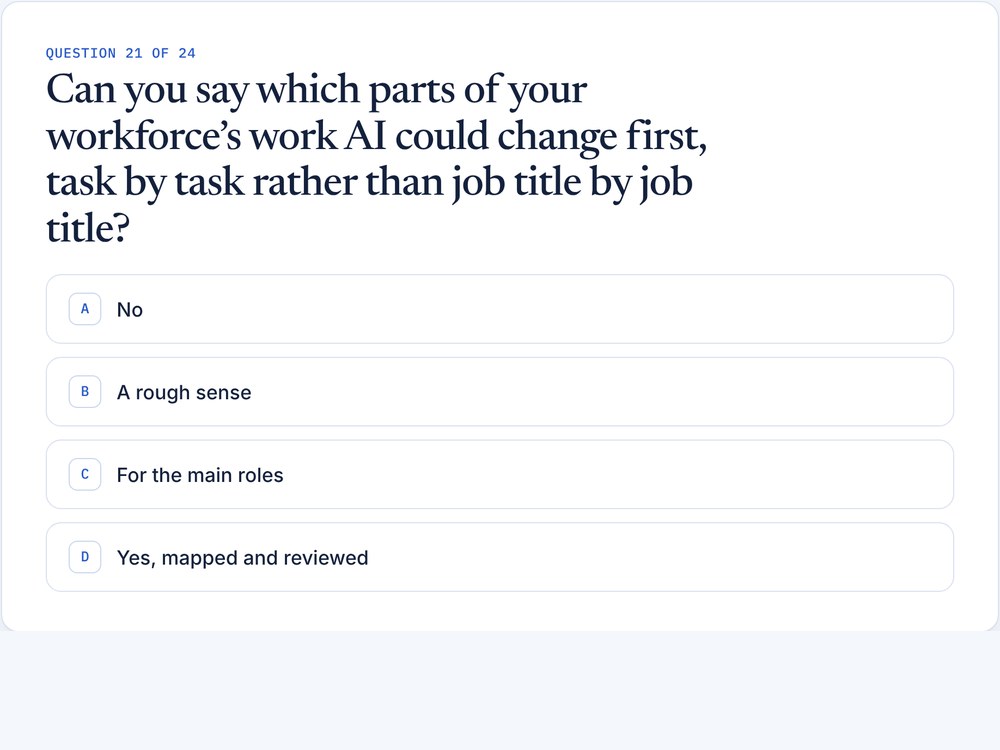 QUESTION 21 OF 24
Can you say which parts of your
workforce’s work AI could change first,
task by task rather than job title by job
title?
A No
B A rough sense
C For the main roles
D Yes, mapped and reviewed